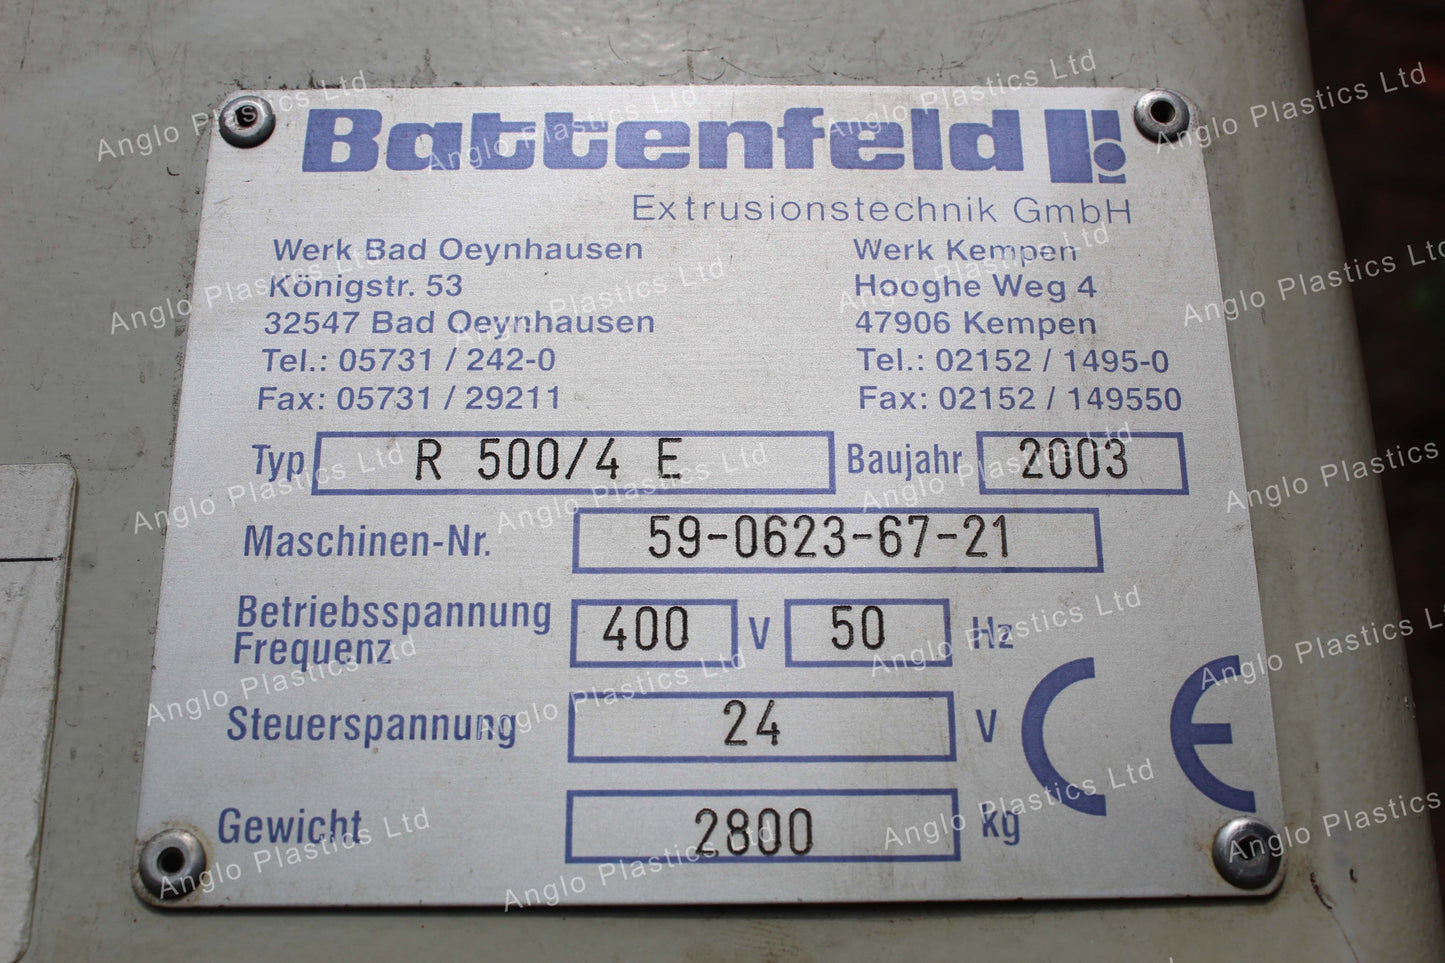 Battenfeld
Extrusionstechnik GmbH
Werk Bad Oeynhausen
Königstr. 53
32547 Bad Oeynhausen
Tel.: 05731 / 242-0
Fax: 05731 / 29211
Werk Kempen
Hooghe Weg 4
47906 Kempen
Tel.: 02152 / 1495-0
Fax: 02152 / 149550
Typ R 500/4 E Baujahr 2003
Maschinen-Nr. 59-0623-67-21
Betriebsspannung
Frequenz 400 V 50 Hz
Steuerspannung 24 V
Gewicht 2800 kg
CE
Anglo Plastics Ltd